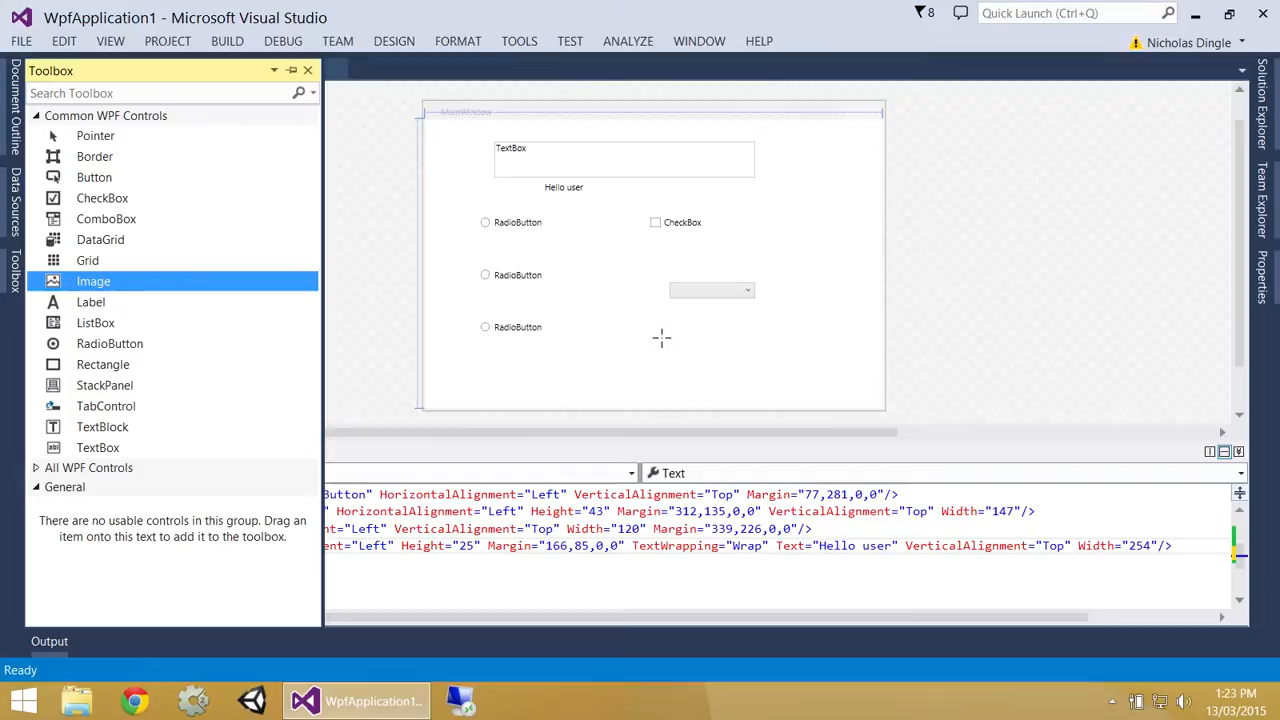 WpfApplication1 - Microsoft Visual Studio
8
Quick Launch (Ctrl+Q)
FILE EDIT VIEW PROJECT BUILD DEBUG TEAM DESIGN FORMAT TOOLS TEST ANALYZE WINDOW HELP
Nicholas Dingle
Document Outline
Data Sources
Toolbox
Toolbox
Search Toolbox
Common WPF Controls
Pointer
Border
Button
CheckBox
ComboBox
DataGrid
Grid
Image
Label
ListBox
RadioButton
Rectangle
StackPanel
TabControl
TextBlock
TextBox
All WPF Controls
General
There are no usable controls in this group. Drag an
item onto this text to add it to the toolbox.
MainWindow
TextBox
Hello user
RadioButton
CheckBox
RadioButton
RadioButton
Solution Explorer
Team Explorer
Properties
Text
Button" HorizontalAlignment="Left" VerticalAlignment="Top" Margin="77,281,0,0"/>
" HorizontalAlignment="Left" Height="43" Margin="312,135,0,0" VerticalAlignment="Top" Width="147"/>
nt="Left" VerticalAlignment="Top" Width="120" Margin="339,226,0,0"/>
ent="Left" Height="25" Margin="166,85,0,0" TextWrapping="Wrap" Text="Hello user" VerticalAlignment="Top" Width="254"/>
Output
Ready
WpfApplication1...
1:23 PM
13/03/2015